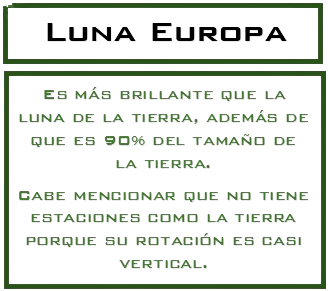 Luna Europa
Es más brillante que la
luna de la tierra, además de
que es 90% del tamaño de
la tierra.
Cabe mencionar que no tiene
estaciones como la tierra
porque su rotación es casi
vertical.